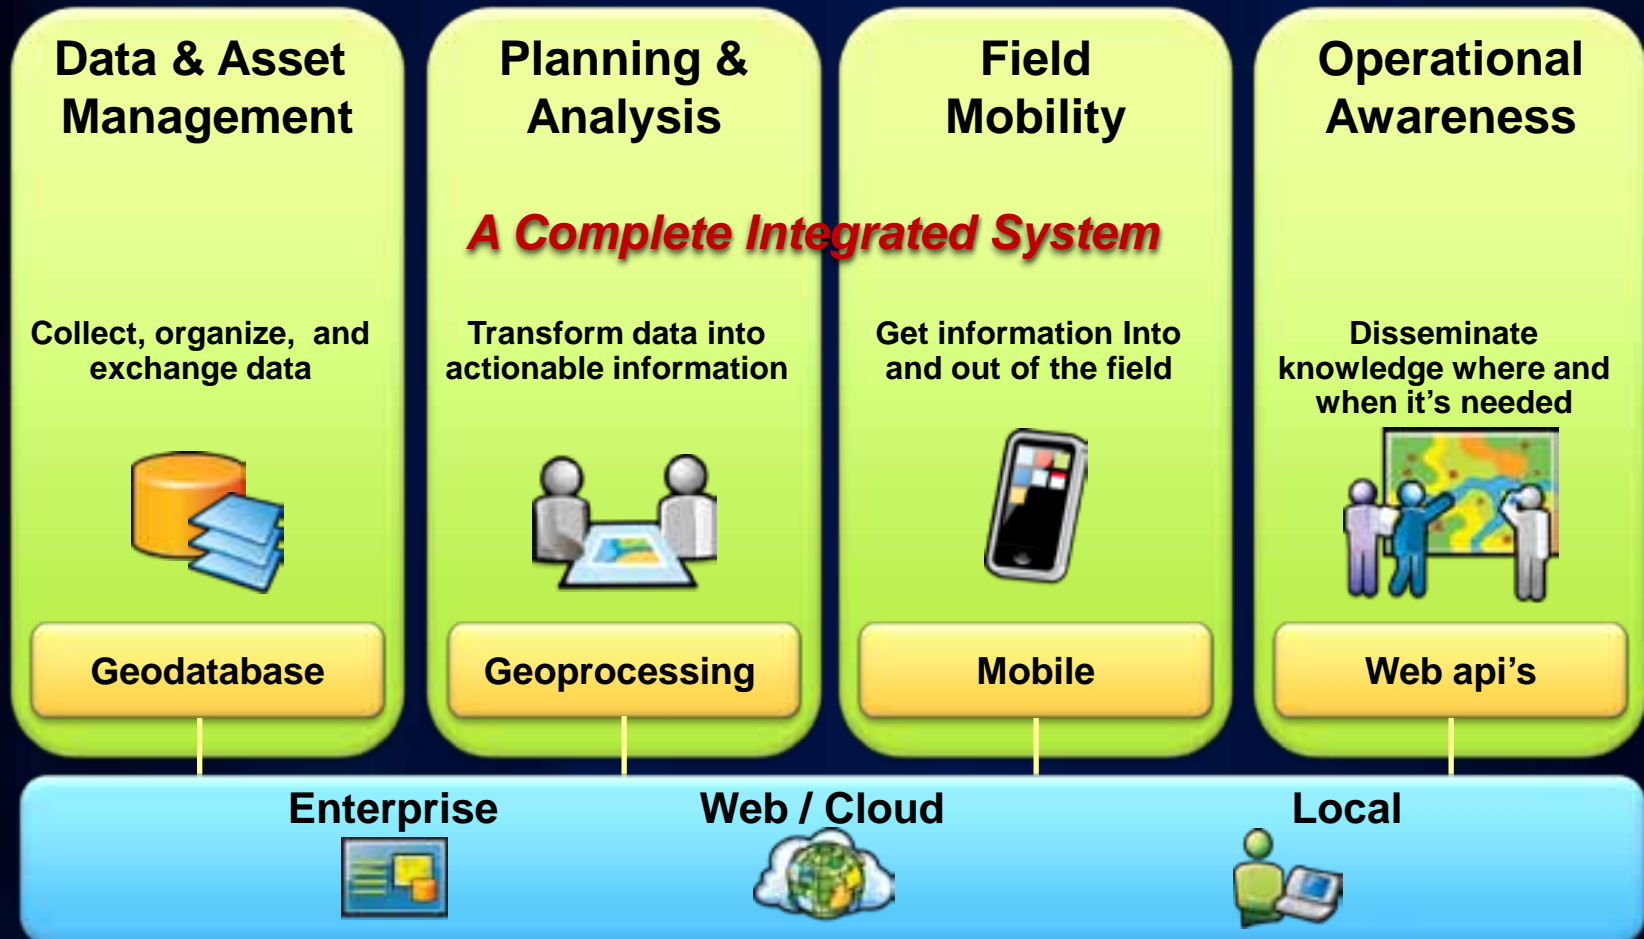 Data & Asset
Management
Planning &
Analysis
Field
Mobility
Operational
Awareness
A Complete Integrated System
Collect, organize, and
exchange data
Transform data into
actionable information
Get information Into
and out of the field
Disseminate
knowledge where and
when it's needed
Geodatabase
Geoprocessing
Mobile
Web api's
Enterprise
Web / Cloud
Local